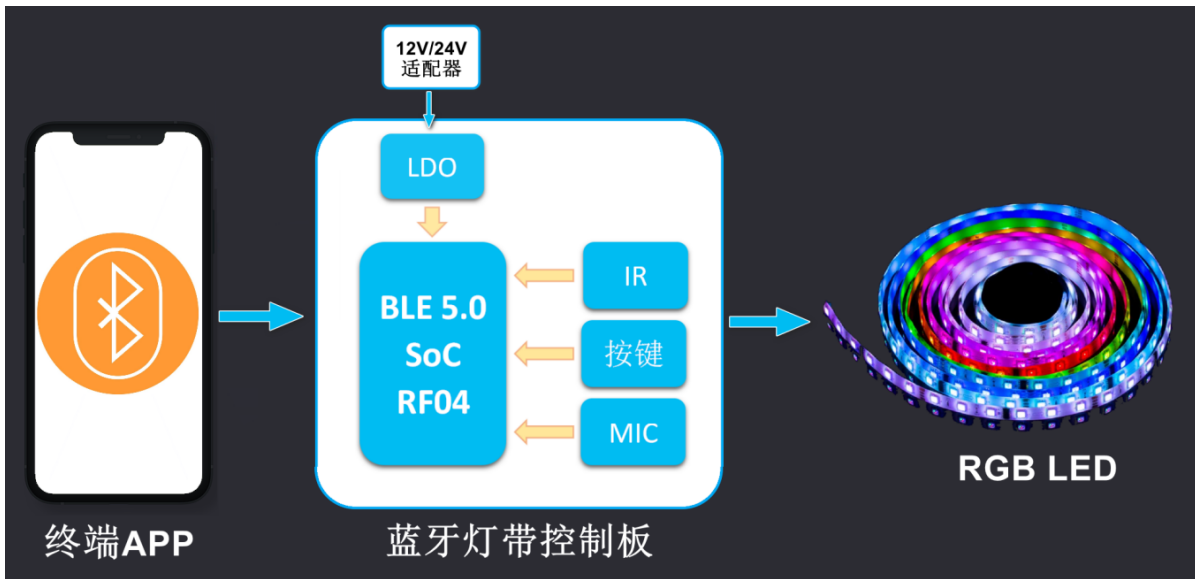 12V/24V
适配器
LDO
BLE 5.0
SoC
RF04
IR
按键
MIC
RGB LED
终端APP
蓝牙灯带控制板